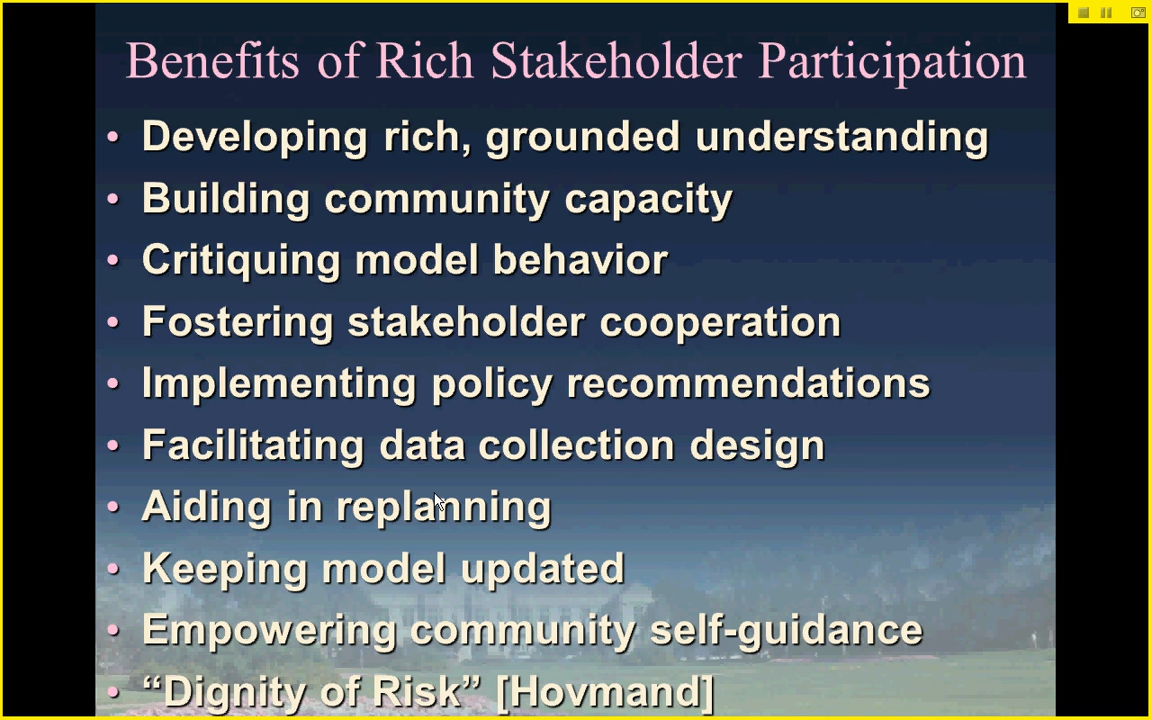 Benefits of Rich Stakeholder Participation
• Developing rich, grounded understanding
• Building community capacity
• Critiquing model behavior
• Fostering stakeholder cooperation
• Implementing policy recommendations
• Facilitating data collection design
• Aiding in replanning
• Keeping model updated
• Empowering community self-guidance
• “Dignity of Risk” [Hovmand]